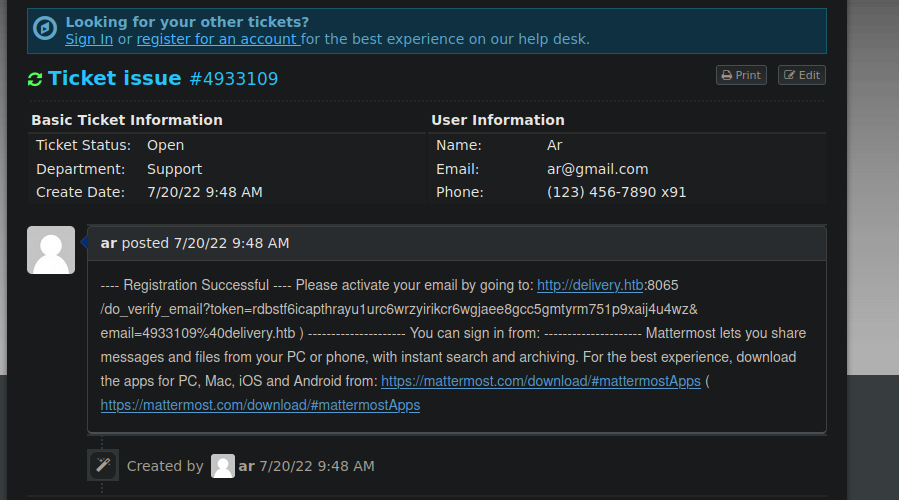 Looking for your other tickets?
Sign In or register for an account for the best experience on our help desk.
Ticket issue #4933109
Print
Edit
Basic Ticket Information
User Information
Ticket Status: Open
Name: Ar
Department: Support
Email: ar@gmail.com
Create Date: 7/20/22 9:48 AM
Phone: (123) 456-7890 x91
ar posted 7/20/22 9:48 AM
---- Registration Successful ---- Please activate your email by going to: http://delivery.htb:8065
/do_verify_email?token=rdbstf6icapthrayu1urc6wrzyirikcr6wgjaee8gcc5gmtyrm751p9xaij4u4wz&
email=4933109%40delivery.htb ) --------------------- You can sign in from: --------------------- Mattermost lets you share
messages and files from your PC or phone, with instant search and archiving. For the best experience, download
the apps for PC, Mac, iOS and Android from: https://mattermost.com/download/#mattermostApps (
https://mattermost.com/download/#mattermostApps
Created by ar 7/20/22 9:48 AM